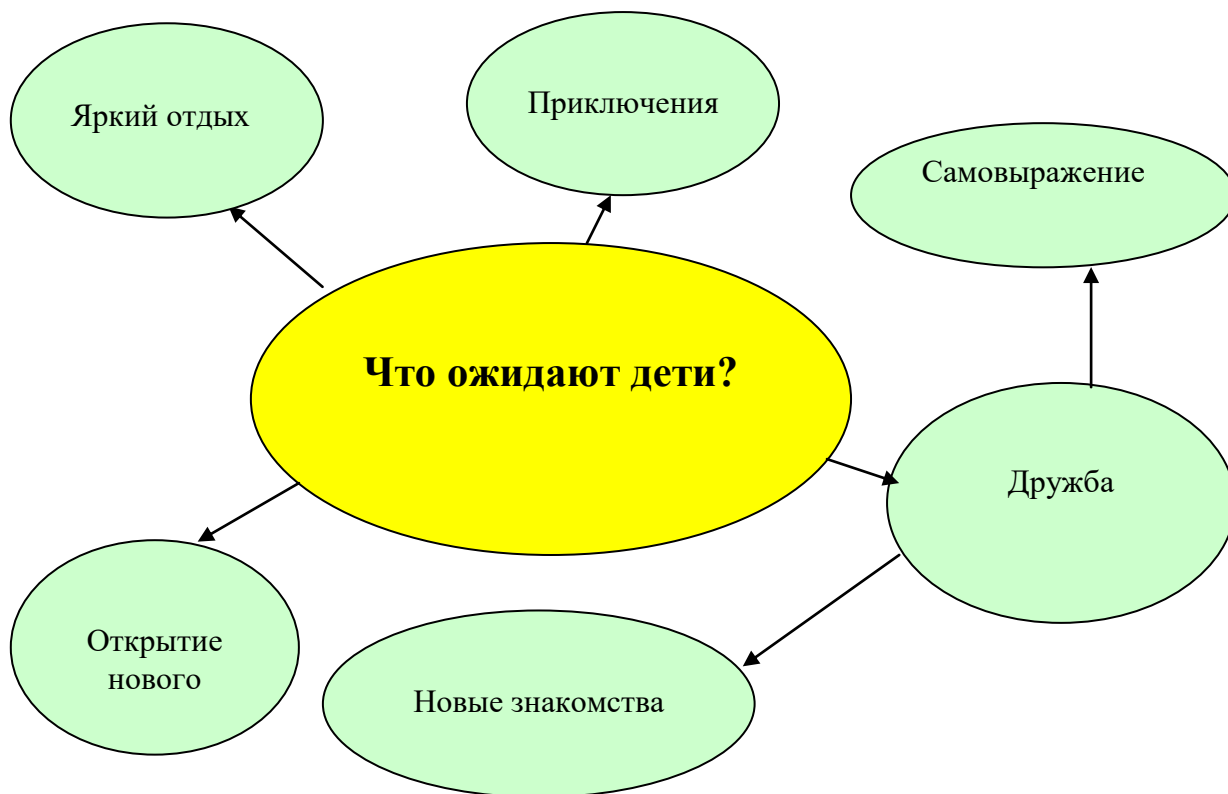 Яркий отдых
Приключения
Самовыражение
Что ожидают дети?
Дружба
Открытие
нового
Новые знакомства